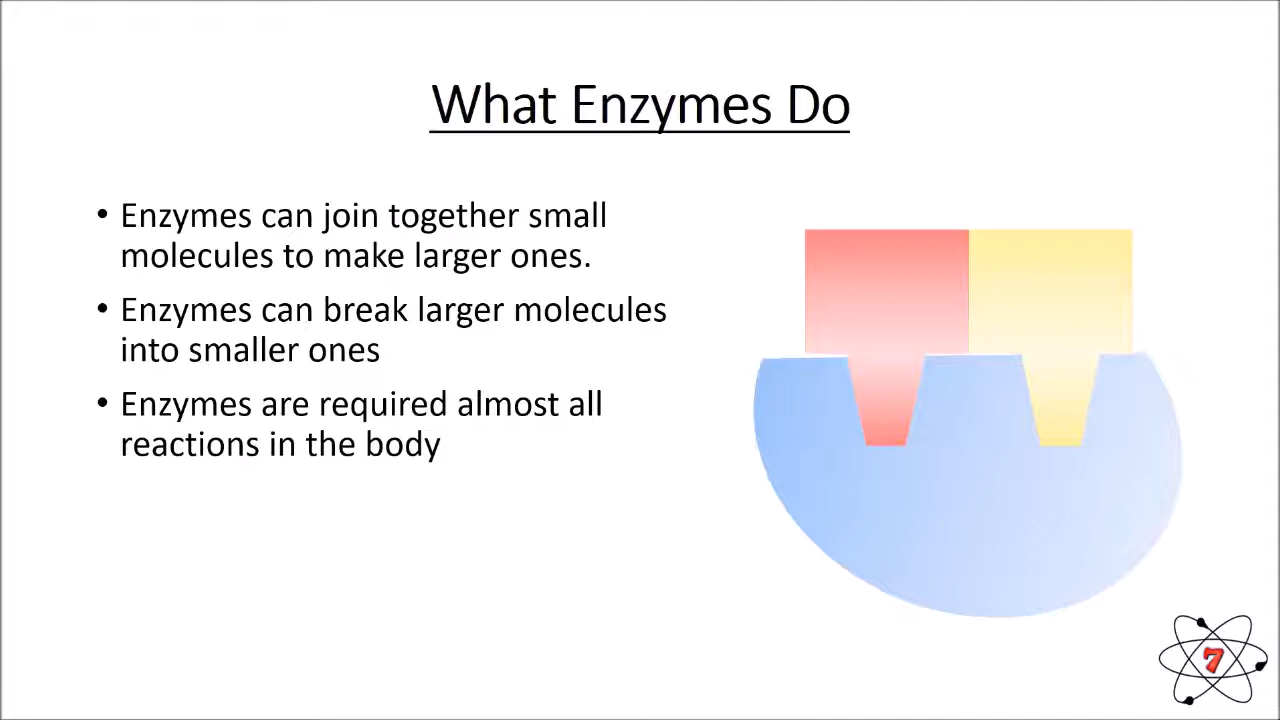 What Enzymes Do
• Enzymes can join together small
molecules to make larger ones.
• Enzymes can break larger molecules
into smaller ones
• Enzymes are required almost all
reactions in the body
7